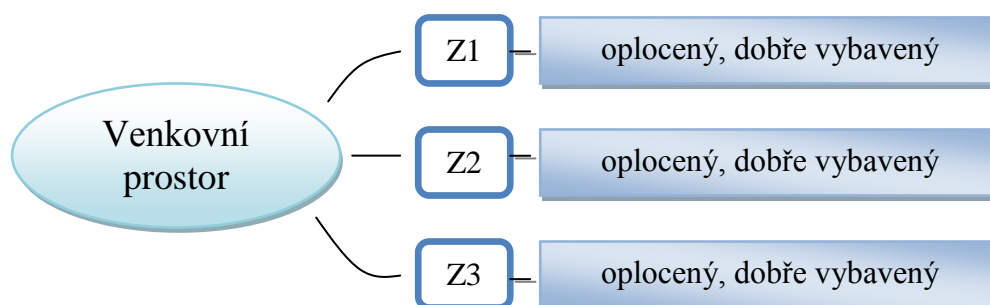 Venkovní
prostor
Z1
oplocený, dobře vybavený
Z2
oplocený, dobře vybavený
Z3
oplocený, dobře vybavený